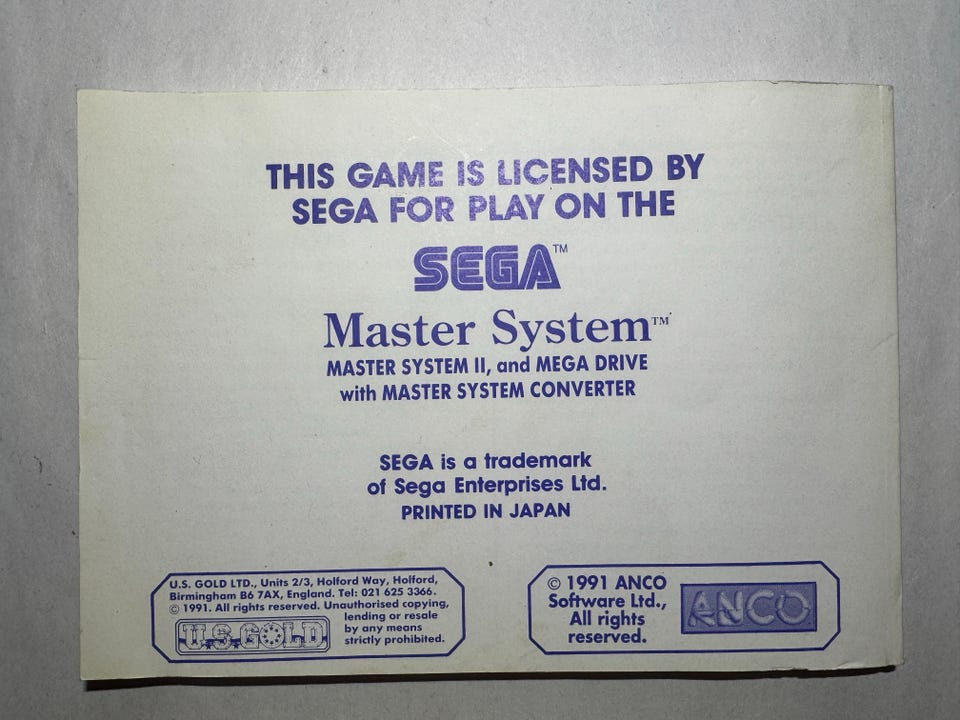 THIS GAME IS LICENSED BY
SEGA FOR PLAY ON THE
SEGA™
Master System™
MASTER SYSTEM II, and MEGA DRIVE
with MASTER SYSTEM CONVERTER
SEGA is a trademark
of Sega Enterprises Ltd.
PRINTED IN JAPAN
U.S. GOLD LTD., Units 2/3, Holford Way, Holford,
Birmingham B6 7AX, England. Tel: 021 625 3366.
© 1991. All rights reserved. Unauthorised copying,
lending or resale
by any means
strictly prohibited.
U.S. GOLD
© 1991 ANCO
Software Ltd.,
All rights
reserved.
ANCO